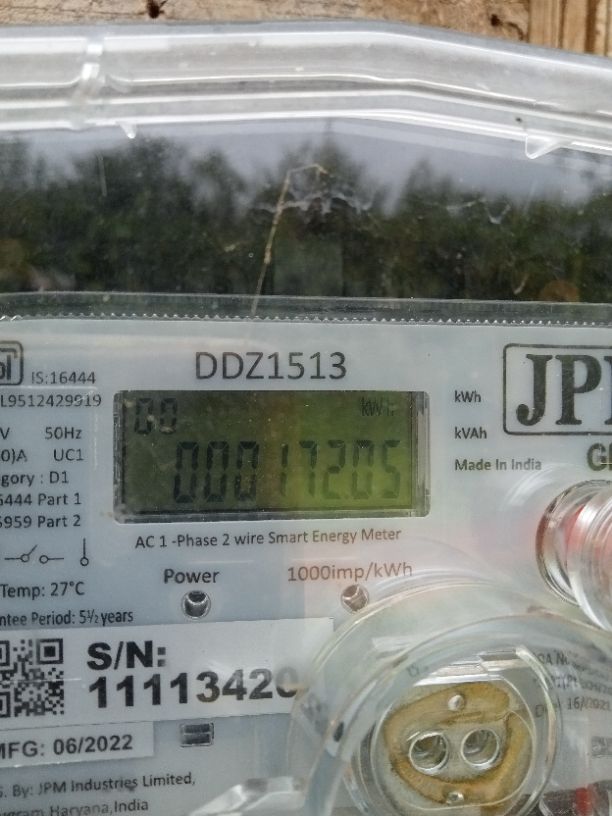 DDZ1513
IS:16444
L9512429919
V 50Hz
0)A UC1
gory : D1
6444 Part 1
5959 Part 2
00 kWh
00017205
kWh
kVAh
Made In India
JP
AC 1 -Phase 2 wire Smart Energy Meter
Temp: 27°C
Power
1000imp/kWh
ntee Period: 5½ years
S/N:
1111342
MFG: 06/2022
G. By: JPM Industries Limited,
Haryana, India